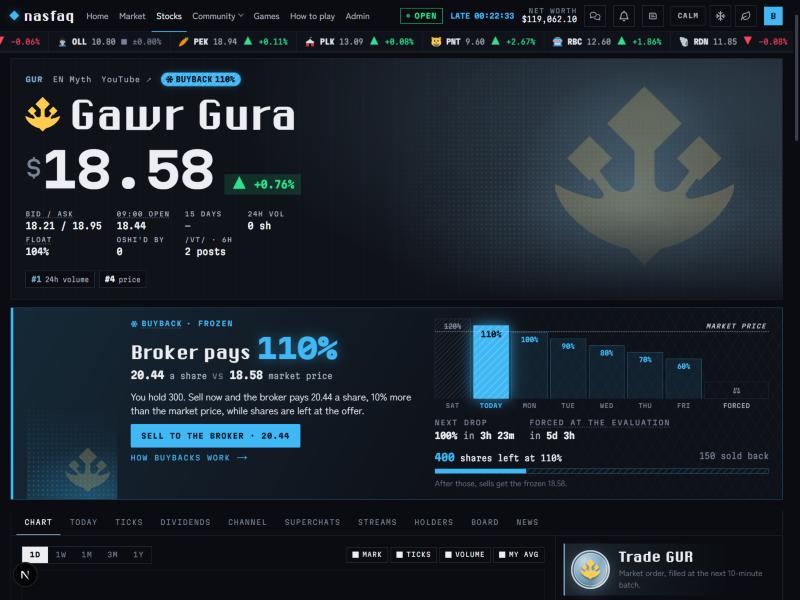 nasfaq Home Market Stocks Community Games How to play Admin OPEN LATE 00:22:33 NET WORTH $119,062.10 CALM B
-0.06% OLL 10.80 ±0.00% PEK 18.94 +0.11% PLK 13.09 +0.08% PNT 9.60 +2.67% RBC 12.60 +1.86% RDN 11.85 -0.08%
GUR EN Myth YouTube ↗ BUYBACK 110%
Gawr Gura
$18.58 +0.76%
BID / ASK 09:00 OPEN 15 DAYS 24H VOL
18.21 / 18.95 18.44 — 0 sh
FLOAT OSHI'D BY /VT/ · 6H
104% 0 2 posts
#1 24h volume #4 price
BUYBACK · FROZEN
Broker pays 110%
20.44 a share VS 18.58 market price
You hold 300. Sell now and the broker pays 20.44 a share, 10% more
than the market price, while shares are left at the offer.
SELL TO THE BROKER · 20.44
HOW BUYBACKS WORK →
MARKET PRICE
120% 110% 100% 90% 80% 70% 60%
SAT TODAY MON TUE WED THU FRI FORCED
NEXT DROP FORCED AT THE EVALUATION
100% in 3h 23m in 5d 3h
400 shares left at 110% 150 sold back
After those, sells get the frozen 18.58.
CHART TODAY TICKS DIVIDENDS CHANNEL SUPERCHATS STREAMS HOLDERS BOARD NEWS
1D 1W 1M 3M 1Y MARK TICKS VOLUME MY AVG
N
Trade GUR
Market order, filled at the next 10-minute
batch.